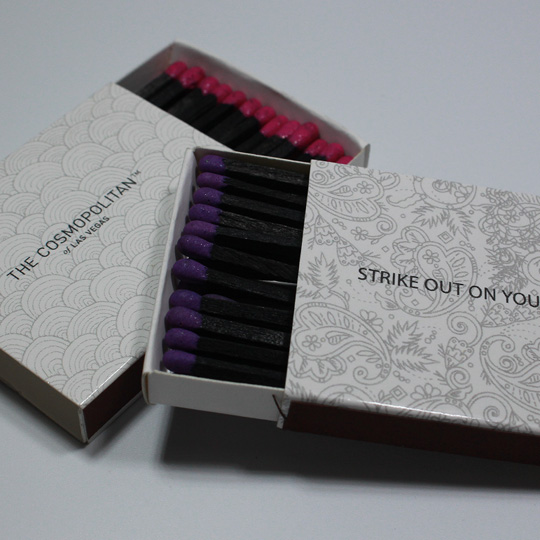 THE COSMOPOLITAN™
of LAS VEGAS
STRIKE OUT ON YOU